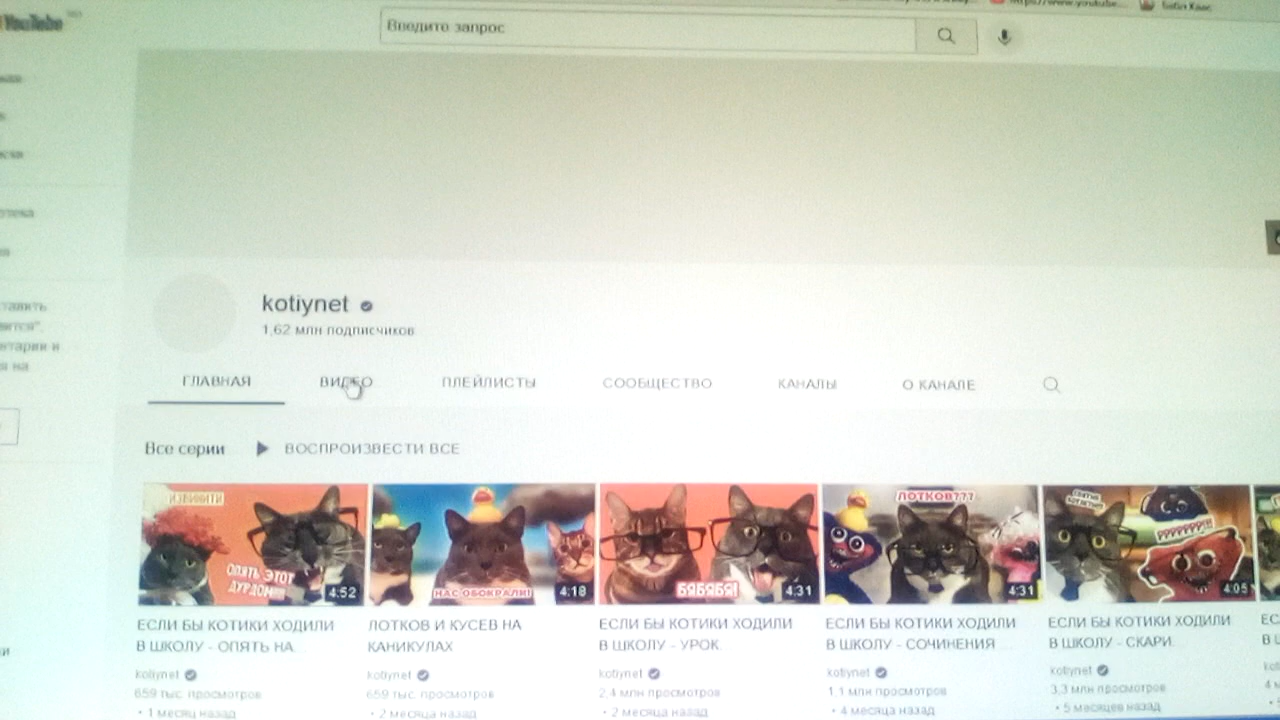 YouTube
Введите запрос
https://www.youtube...
kotiynet
1,62 млн подписчиков
ГЛАВНАЯ
ВИДЕО
ПЛЕЙЛИСТЫ
СООБЩЕСТВО
КАНАЛЫ
О КАНАЛЕ
Все серии
ВОСПРОИЗВЕСТИ ВСЕ
ИЗВИНИТИ
ОПЯТЬ ЭТОТ
ДУРДОМ!!!
4:52
НАС ОБОКРАЛИ!
4:18
БЯБЯБЯ!
4:31
ЛОТКОВ???
4:31
РРРРРРР!!!
4:05
ЕСЛИ БЫ КОТИКИ ХОДИЛИ
В ШКОЛУ - ОПЯТЬ НА...
kotiynet
659 тыс. просмотров
• 1 месяц назад
ЛОТКОВ И КУСЕВ НА
КАНИКУЛАХ
kotiynet
659 тыс. просмотров
• 2 месяца назад
ЕСЛИ БЫ КОТИКИ ХОДИЛИ
В ШКОЛУ - УРОК...
kotiynet
2,4 млн просмотров
• 2 месяца назад
ЕСЛИ БЫ КОТИКИ ХОДИЛИ
В ШКОЛУ - СОЧИНЕНИЯ ...
kotiynet
1,1 млн просмотров
• 4 месяца назад
ЕСЛИ БЫ КОТИКИ ХОДИЛИ
В ШКОЛУ - СКАРИ...
kotiynet
3,3 млн просмотров
• 5 месяцев назад